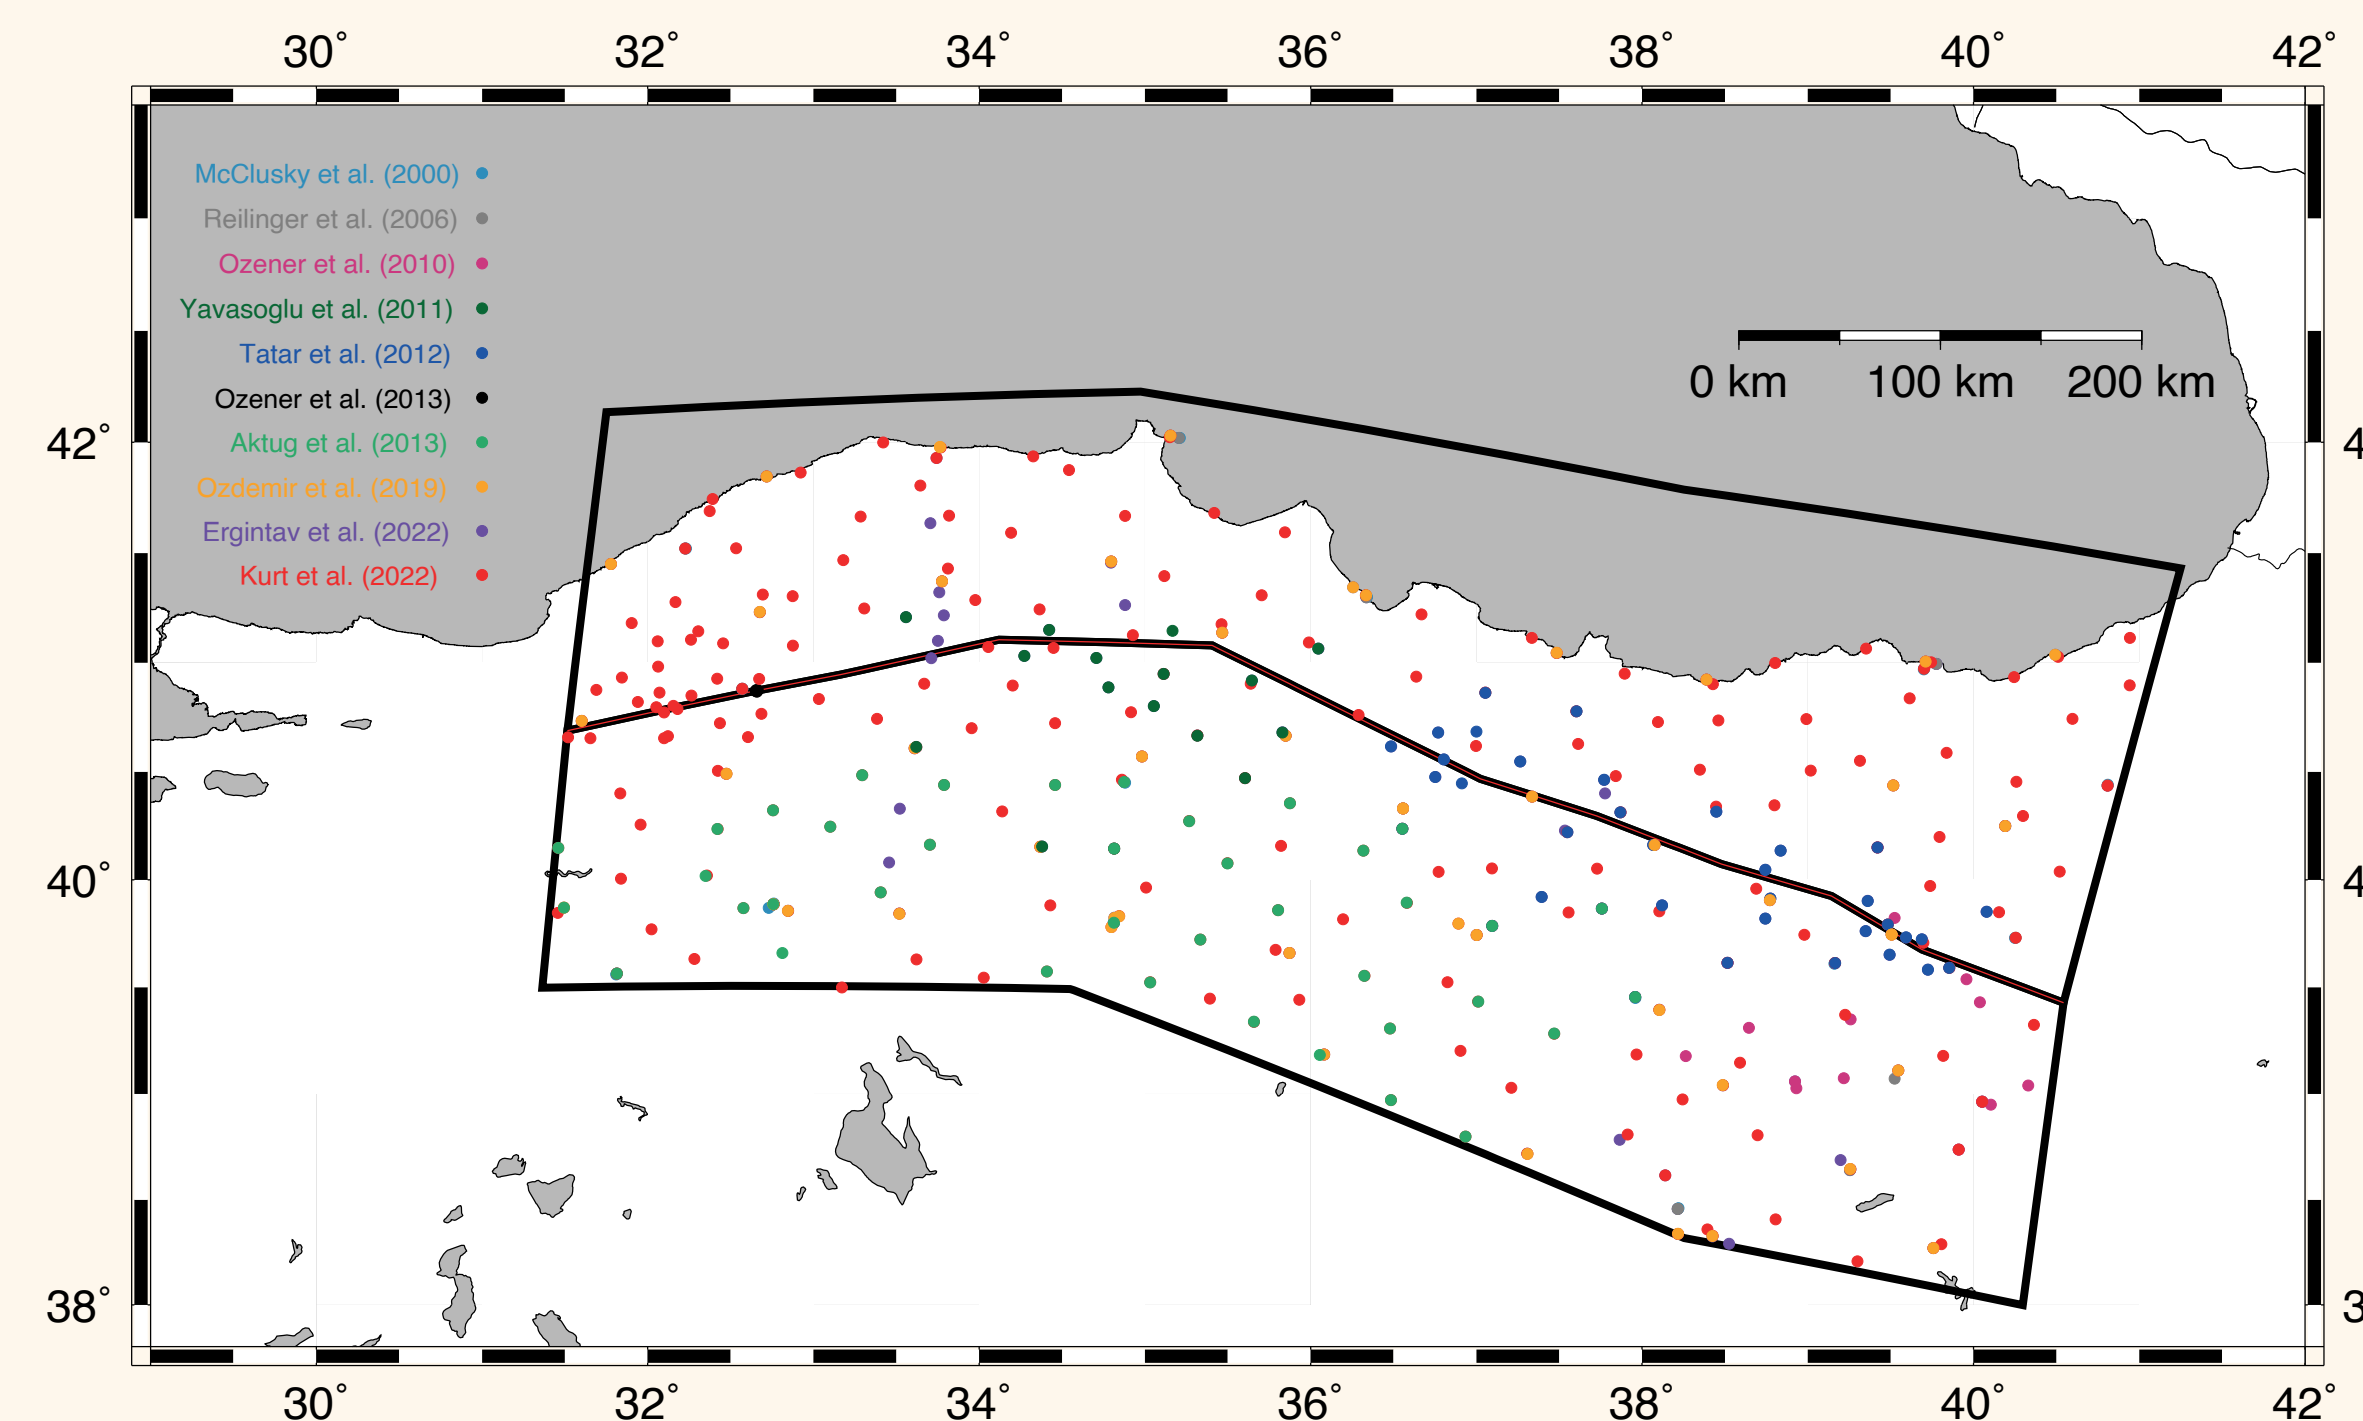 30° 32° 34° 36° 38° 40° 42°
McClusky et al. (2000)
Reilinger et al. (2006)
Ozener et al. (2010)
Yavasoglu et al. (2011)
Tatar et al. (2012)
0 km 100 km 200 km
Ozener et al. (2013)
42° Aktug et al. (2013) 4
Ozdemir et al. (2019)
Ergintav et al. (2022)
Kurt et al. (2022)
40° 4
38° 3
30° 32° 34° 36° 38° 40° 42°